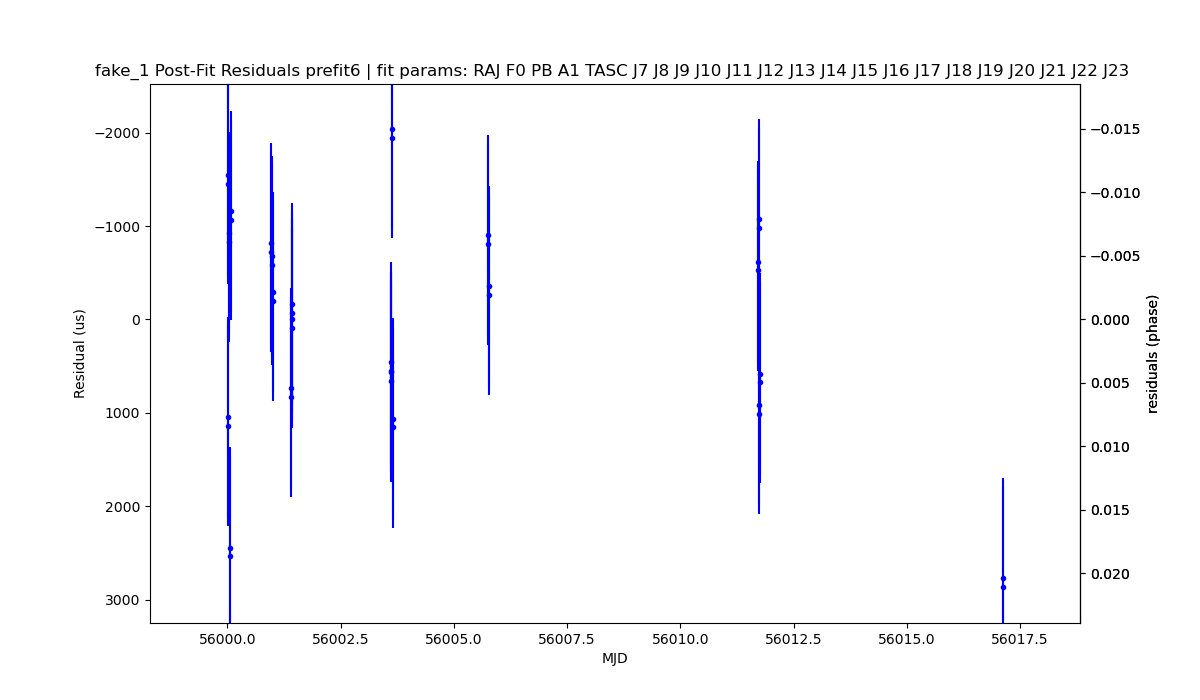 fake_1 Post-Fit Residuals prefit6 | fit params: RAJ F0 PB A1 TASC J7 J8 J9 J10 J11 J12 J13 J14 J15 J16 J17 J18 J19 J20 J21 J22 J23
Residual (us)
−2000
−1000
0
1000
2000
3000
−0.015
−0.010
−0.005
0.000
0.005
0.010
0.015
0.020
residuals (phase)
56000.0 56002.5 56005.0 56007.5 56010.0 56012.5 56015.0 56017.5
MJD